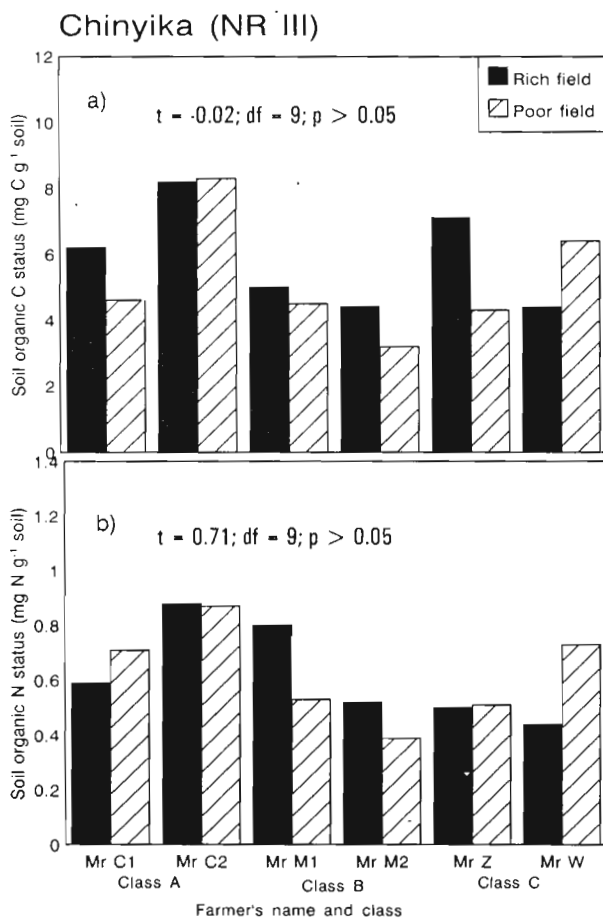 Chinyika (NR III)
12
10
8
6
4
2
0
Soil organic C status (mg C g⁻¹ soil)
a)
t = -0.02; df = 9; p > 0.05
Rich field
Poor field
1.4
1.2
1
0.8
0.6
0.4
0.2
0
Soil organic N status (mg N g⁻¹ soil)
b)
t = 0.71; df = 9; p > 0.05
Mr C1 Mr C2 Mr M1 Mr M2 Mr Z Mr W
Class A Class B Class C
Farmer's name and class